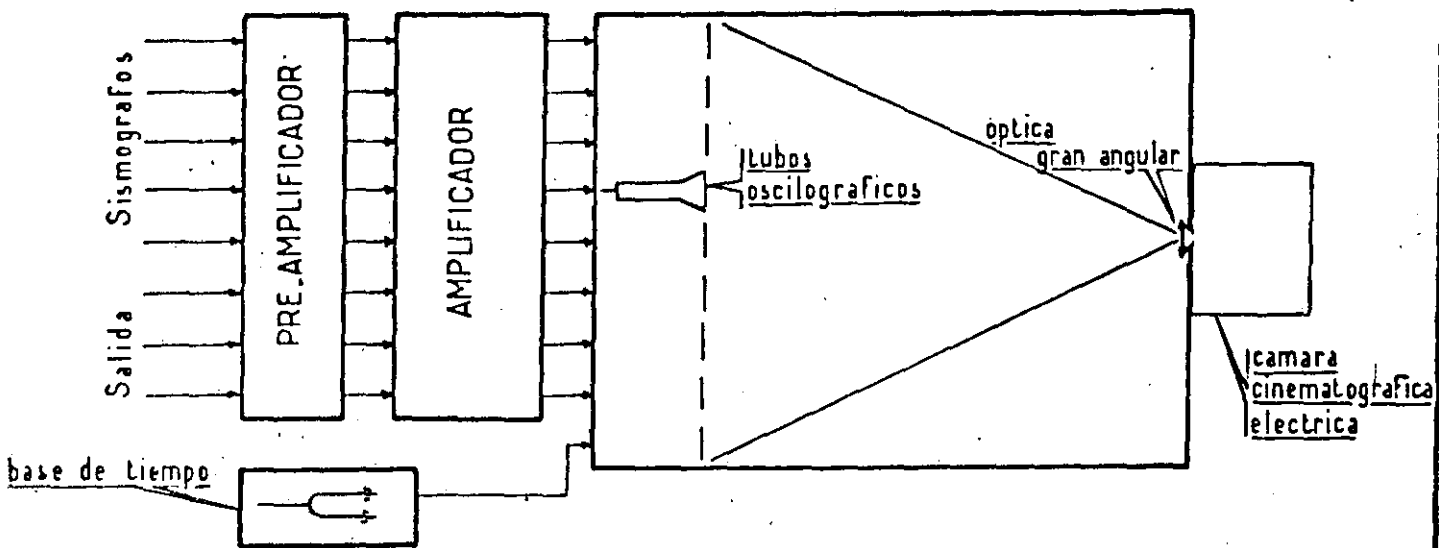 Salida Sismografos
PRE_AMPLIFICADOR
AMPLIFICADOR
tubos
oscilograficos
optica
gran angular
camara
cinematografica
electrica
base de tiempo